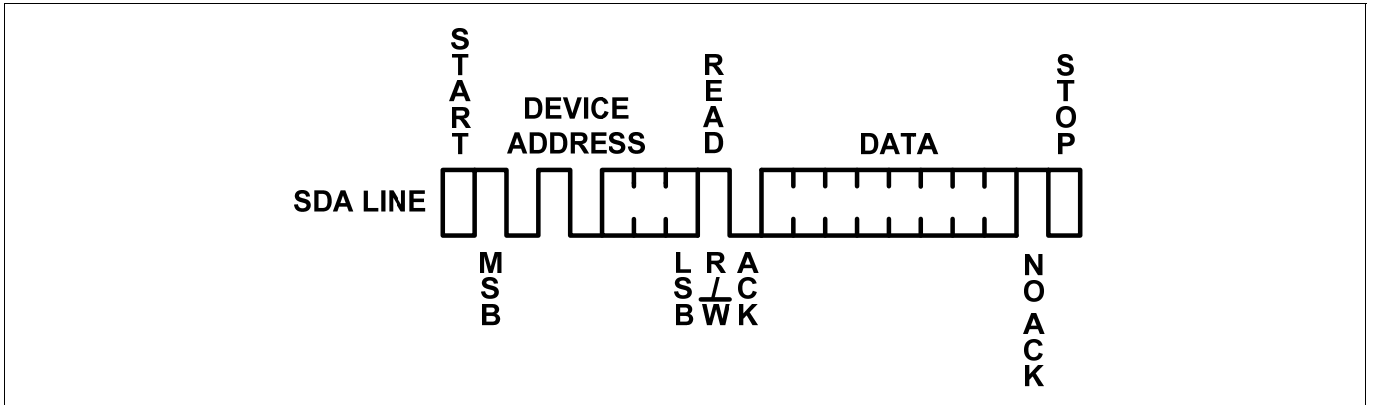 START
DEVICE
ADDRESS
READ
DATA
STOP
SDA LINE
MSB
LSB
R/W
ACK
NO ACK